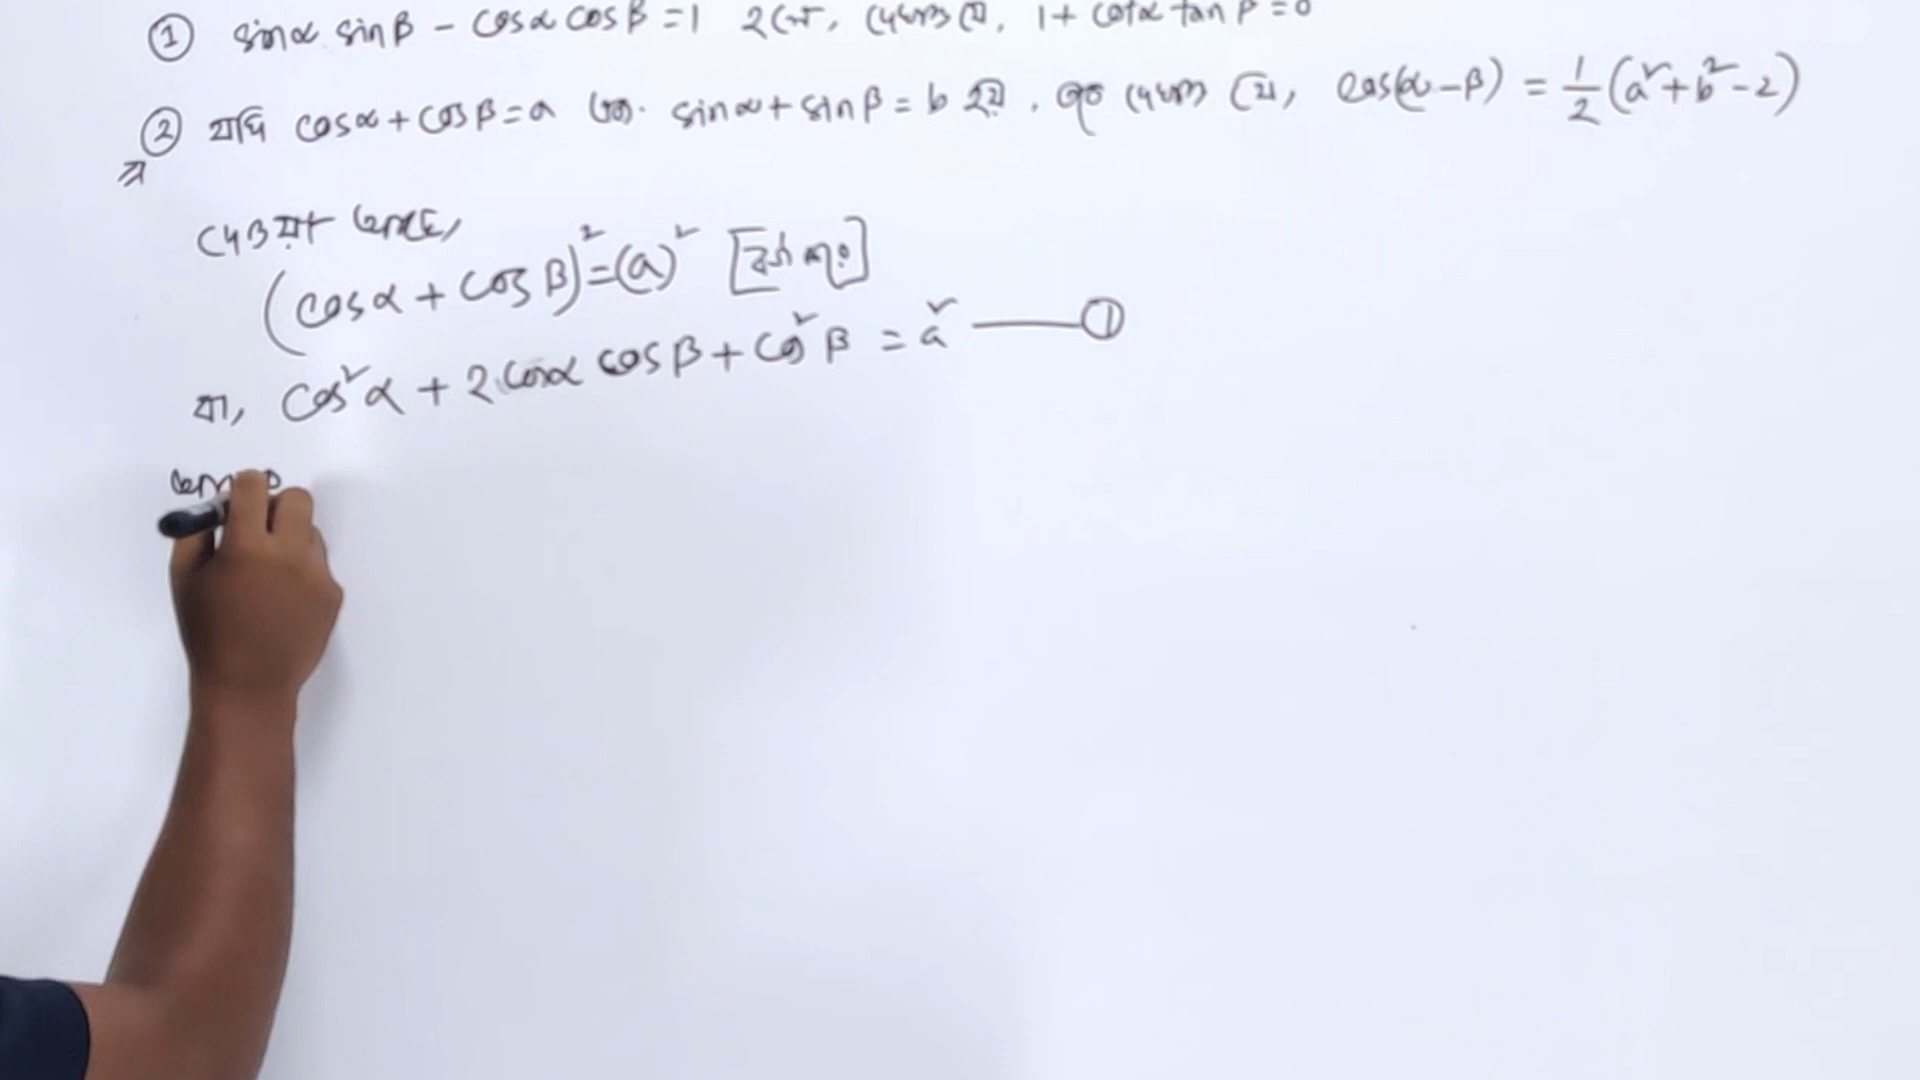 ① sinα sinβ - cosα cosβ = 1 হলে, দেখাও যে, 1 + cotα tanβ = 0
② যদি cosα + cosβ = a এবং sinα + sinβ = b হয়, তবে দেখাও যে, cos(α-β) = 1/2 (a²+b²-2)
⇒
দেওয়া আছে,
(cosα + cosβ)² = (a)² [বর্গ করে]
বা, cos²α + 2cosα cosβ + cos²β = a² ——— ①